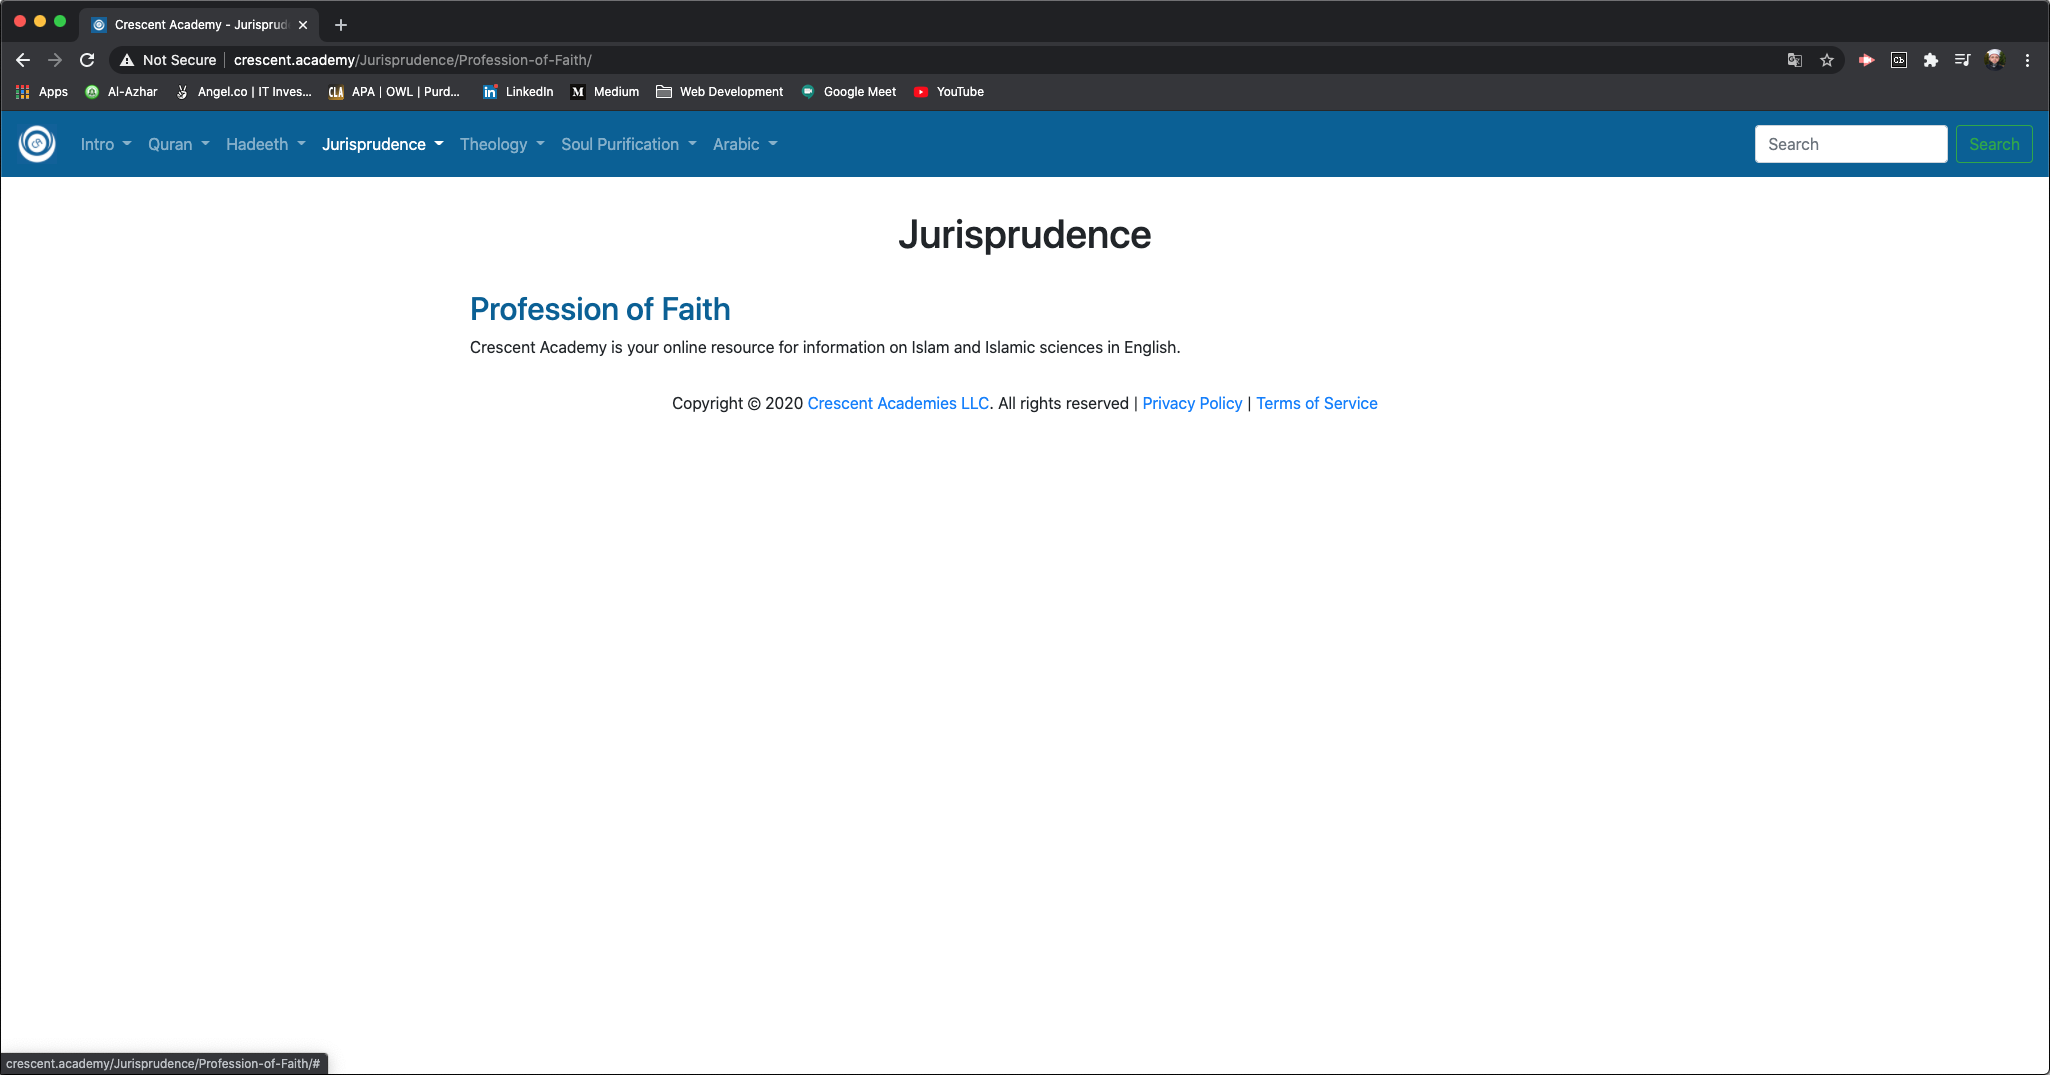 Crescent Academy - Jurisprud
Not Secure
crescent.academy/Jurisprudence/Profession-of-Faith/
Apps
Al-Azhar
Angel.co | IT Inves...
CLA
APA | OWL | Purd...
LinkedIn
Medium
Web Development
Google Meet
YouTube
Intro
Quran
Hadeeth
Jurisprudence
Theology
Soul Purification
Arabic
Search
Search
Jurisprudence
Profession of Faith
Crescent Academy is your online resource for information on Islam and Islamic sciences in English.
Copyright © 2020 Crescent Academies LLC. All rights reserved | Privacy Policy | Terms of Service
crescent.academy/Jurisprudence/Profession-of-Faith/#